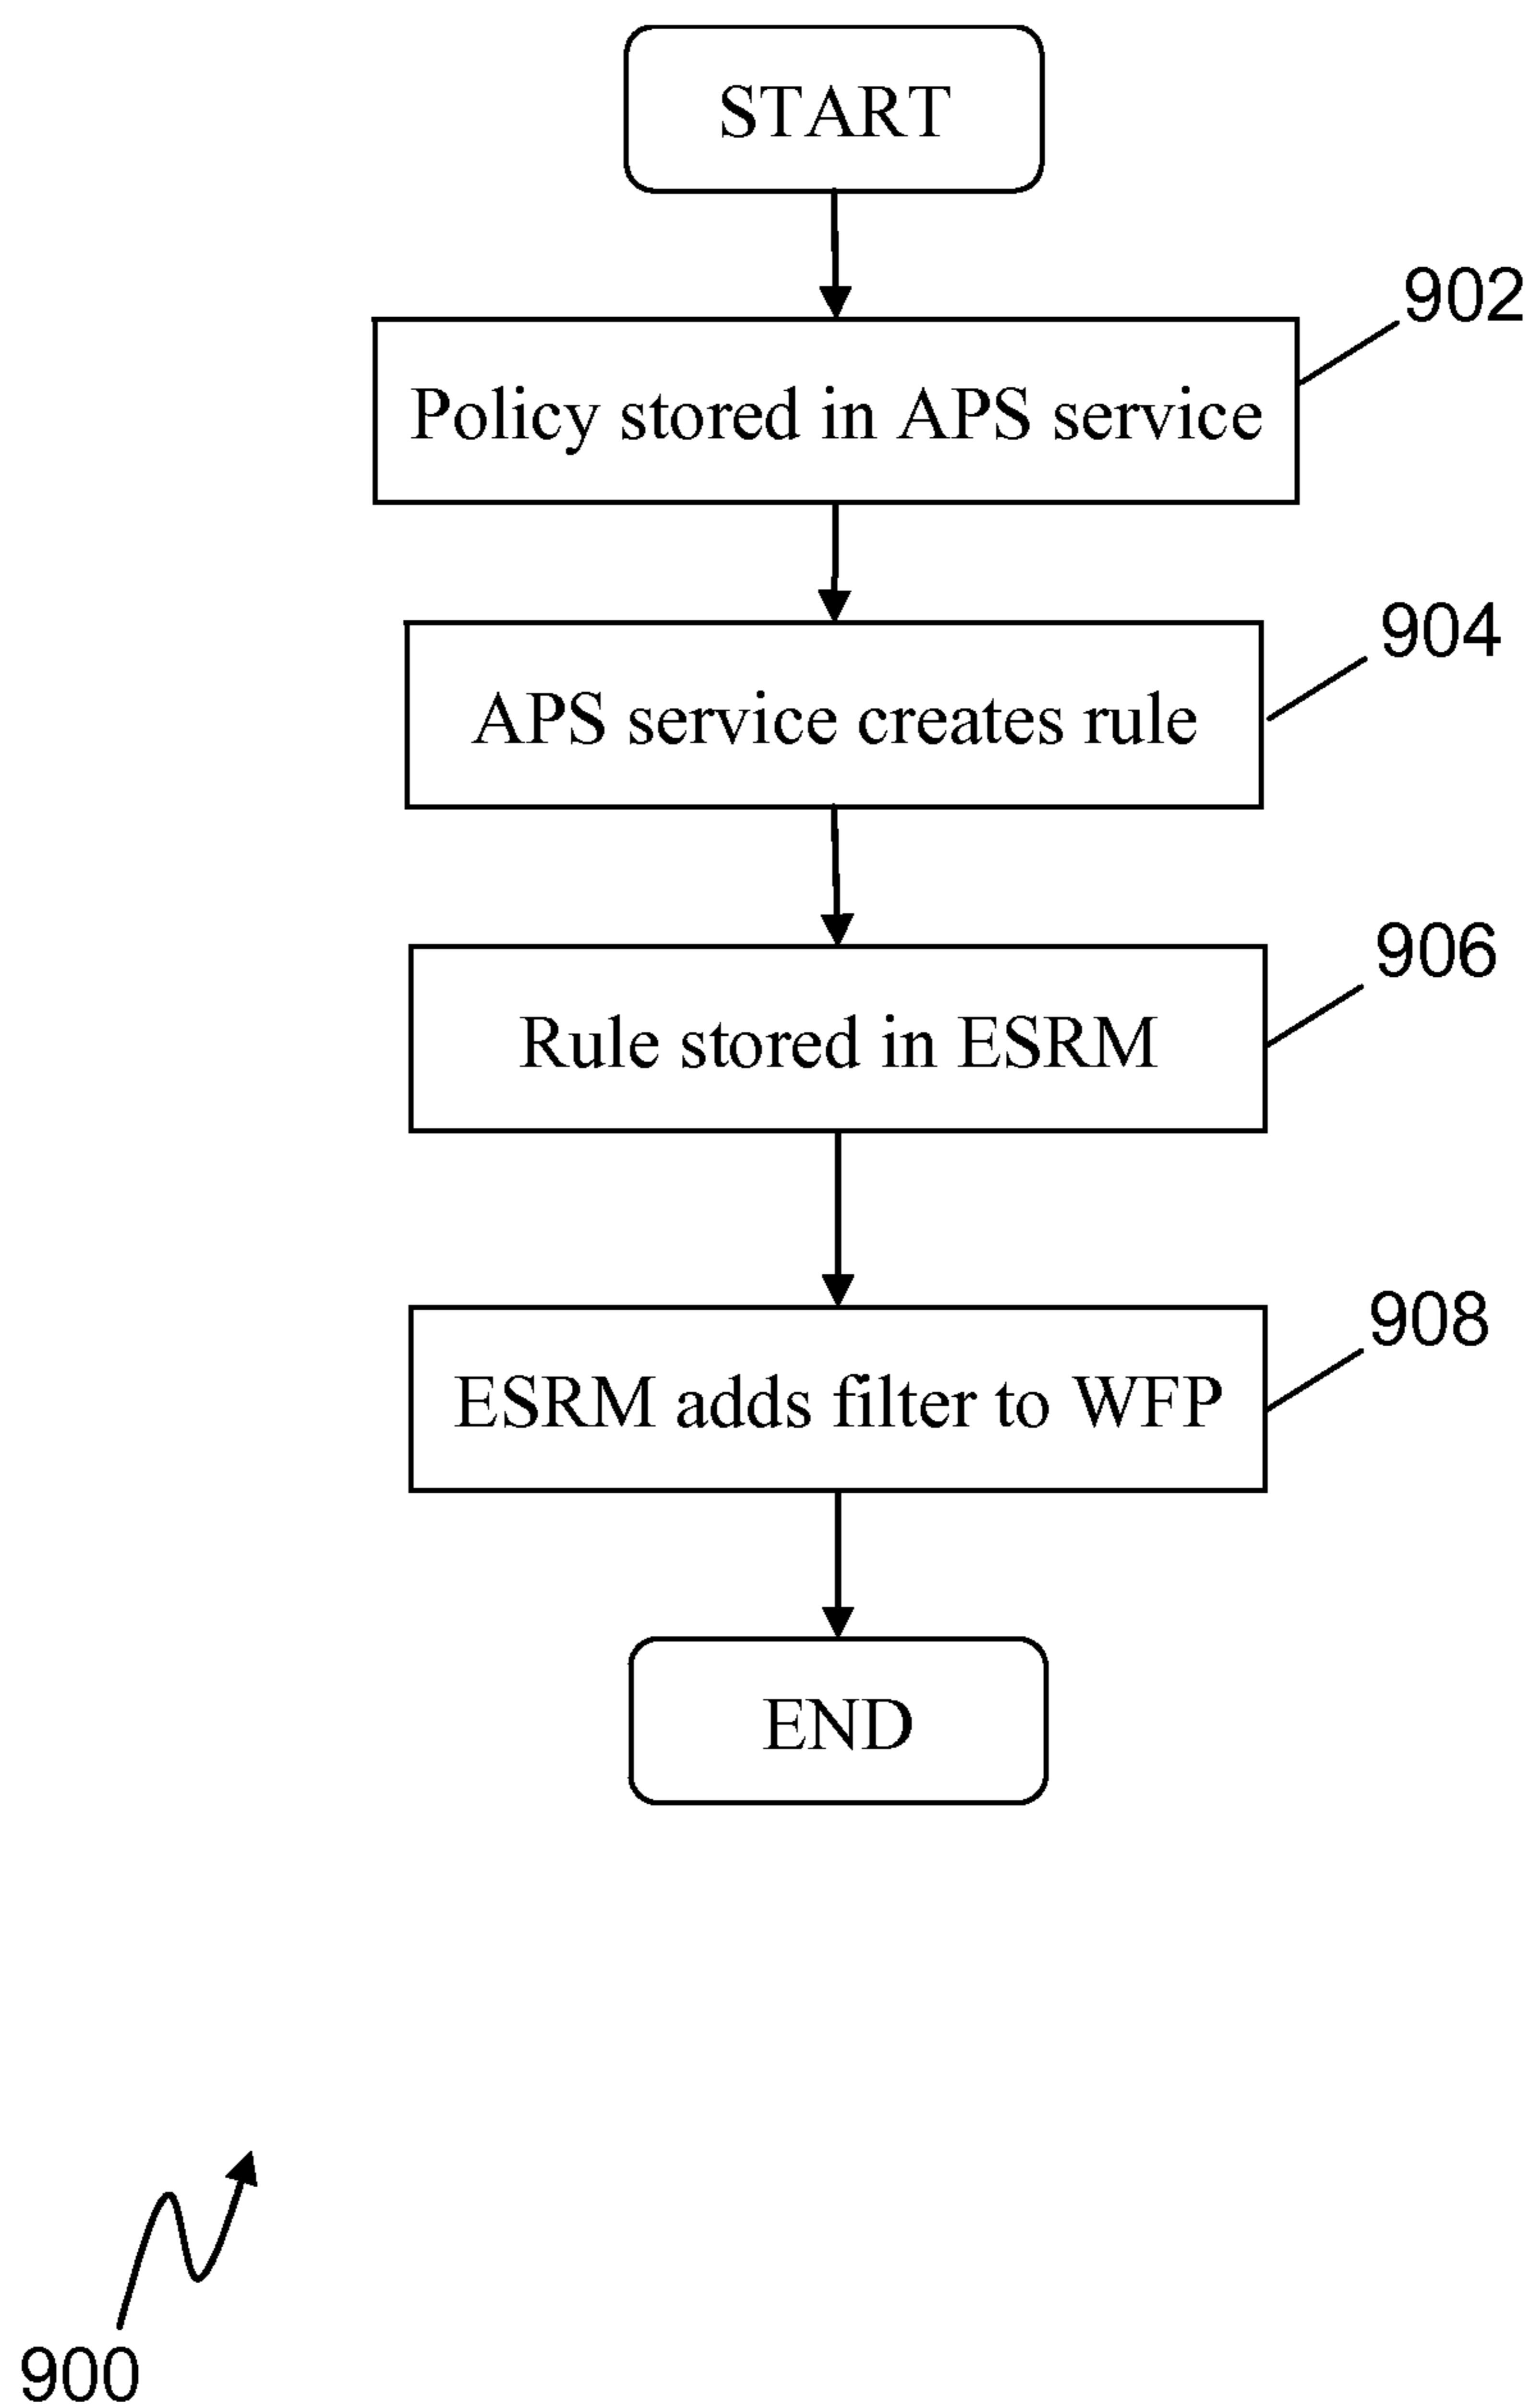 START
902
Policy stored in APS service
904
APS service creates rule
906
Rule stored in ESRM
908
ESRM adds filter to WFP
END
900